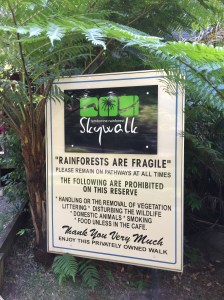 tamborine rainforest
Skywalk
"RAINFORESTS ARE FRAGILE"
PLEASE REMAIN ON PATHWAYS AT ALL TIMES
THE FOLLOWING ARE PROHIBITED
ON THIS RESERVE
* HANDLING OR THE REMOVAL OF VEGETATION
LITTERING * DISTURBING THE WILDLIFE
* DOMESTIC ANIMALS * SMOKING
* FOOD UNLESS IN THE CAFE.
Thank You Very Much
ENJOY THIS PRIVATELY OWNED WALK